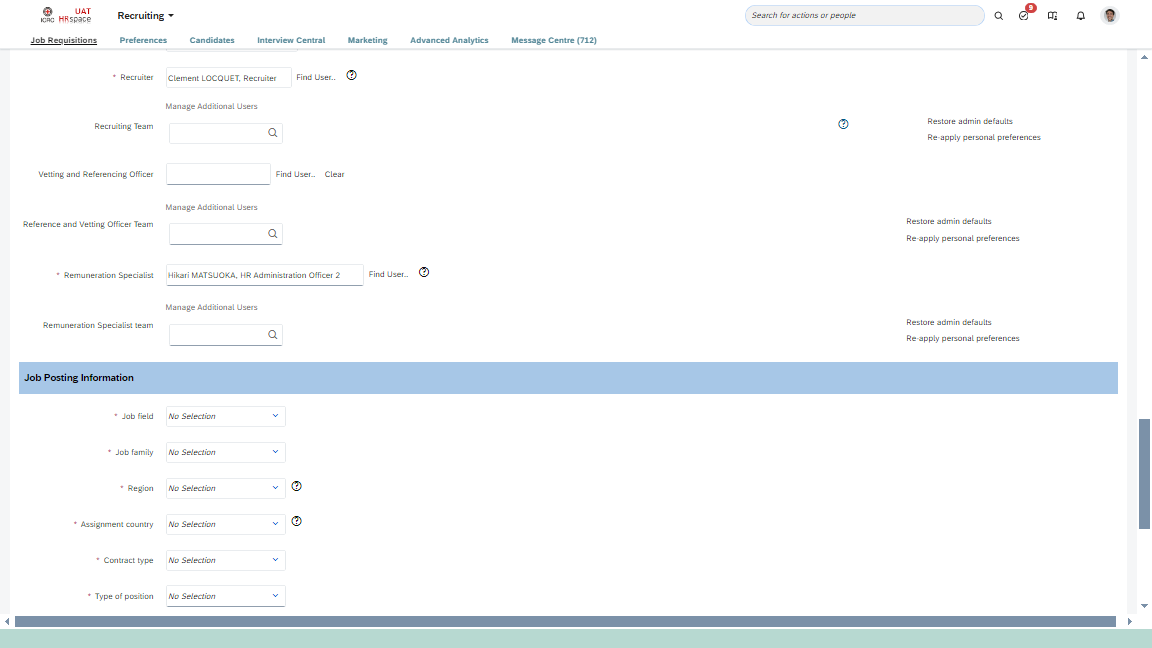 ICRC
UAT
HRspace
Recruiting
Search for actions or people
9
Job Requisitions Preferences Candidates Interview Central Marketing Advanced Analytics Message Centre (712)
* Recruiter Clement LOCQUET, Recruiter Find User..
Manage Additional Users
Recruiting Team
Restore admin defaults
Re-apply personal preferences
Vetting and Referencing Officer Find User.. Clear
Manage Additional Users
Reference and Vetting Officer Team
Restore admin defaults
Re-apply personal preferences
* Remuneration Specialist Hikari MATSUOKA, HR Administration Officer 2 Find User..
Manage Additional Users
Remuneration Specialist team
Restore admin defaults
Re-apply personal preferences
Job Posting Information
* Job field No Selection
* Job family No Selection
* Region No Selection
* Assignment country No Selection
* Contract type No Selection
* Type of position No Selection